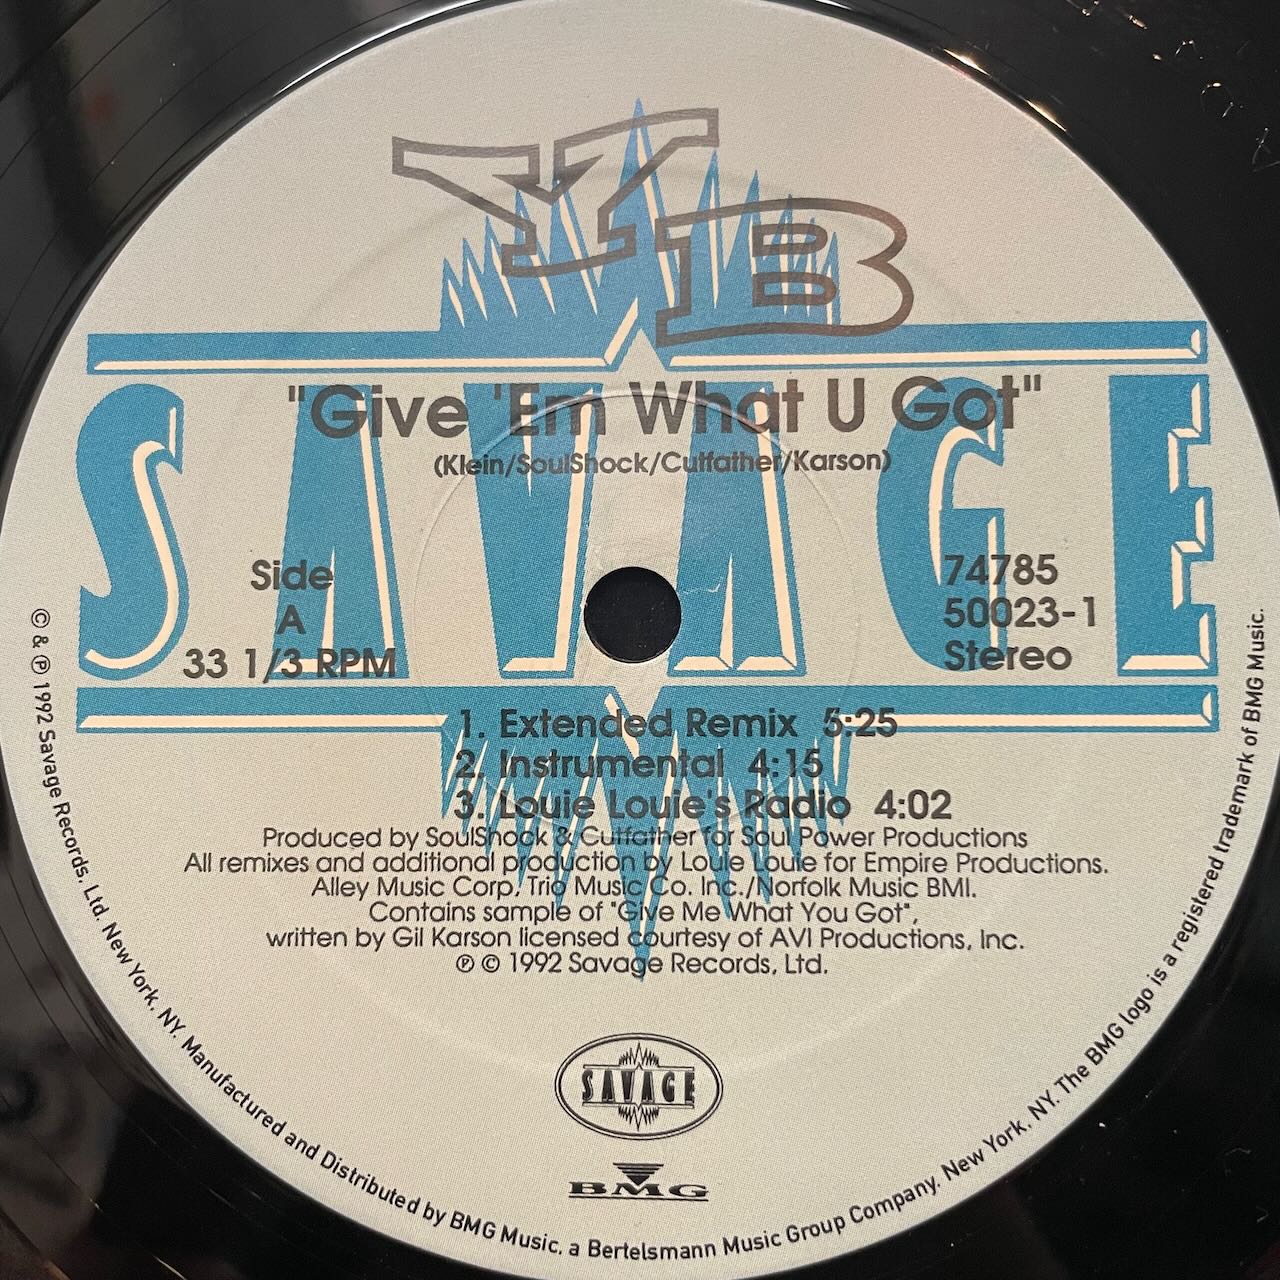 YB
SAVAGE
"Give 'Em What U Got"
(Klein/SoulShock/Cutfather/Karson)
Side
A
33 1/3 RPM
74785
50023-1
Stereo
1. Extended Remix 5:25
2. Instrumental 4:15
3. Louie Louie's Radio 4:02
Produced by SoulShock & Cutfather for Soul Power Productions
All remixes and additional production by Louie Louie for Empire Productions.
Alley Music Corp. Trio Music Co. Inc./Norfolk Music BMI.
Contains sample of "Give Me What You Got",
written by Gil Karson licensed courtesy of AVI Productions, Inc.
℗ © 1992 Savage Records, Ltd.
SAVAGE
BMG
© & ℗ 1992 Savage Records, Ltd. New York, NY. Manufactured and Distributed by BMG Music, a Bertelsmann Music Group Company, New York, NY. The BMG logo is a registered trademark of BMG Music.